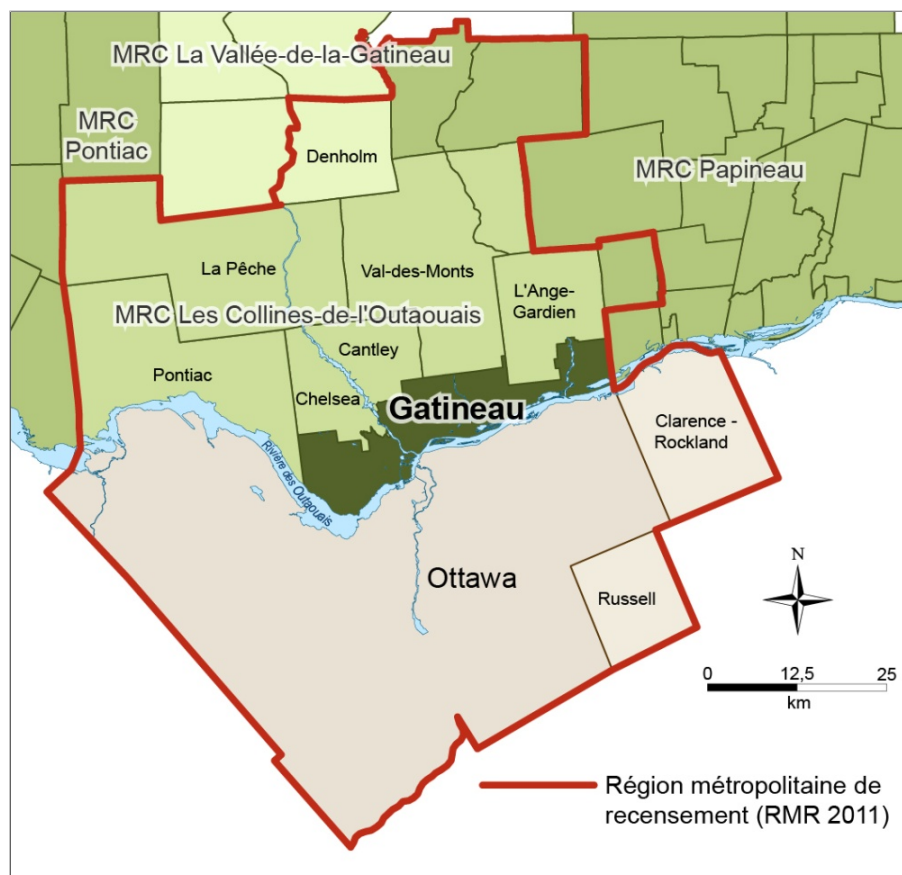 MRC La Vallée-de-la-Gatineau
MRC
Pontiac
Denholm
MRC Papineau
La Pêche
Val-des-Monts
L'Ange-
Gardien
MRC Les Collines-de-l'Outaouais
Cantley
Pontiac
Chelsea
Gatineau
Clarence -
Rockland
Rivière des Outaouais
Ottawa
Russell
N
0 12,5 25
km
Région métropolitaine de
recensement (RMR 2011)